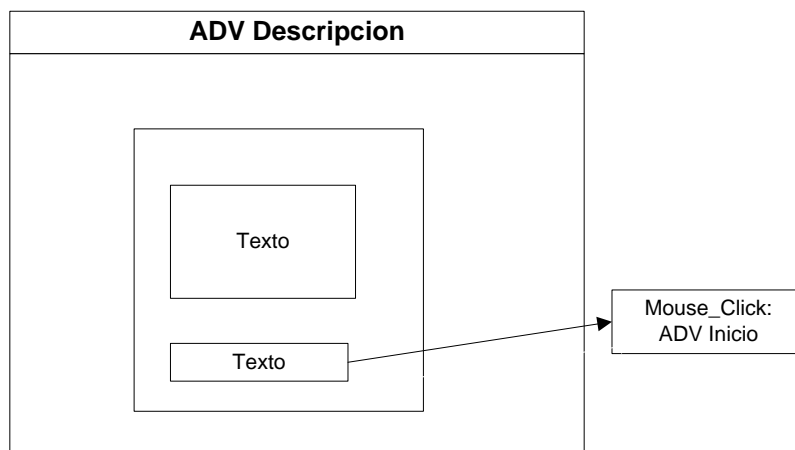 ADV Descripcion
Texto
Texto
Mouse_Click:
ADV Inicio